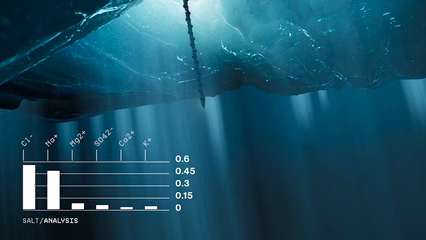 Cl-
Na+
Mg2+
SO42-
Ca2+
K+
0.6
0.45
0.3
0.15
0
SALT/ANALYSIS